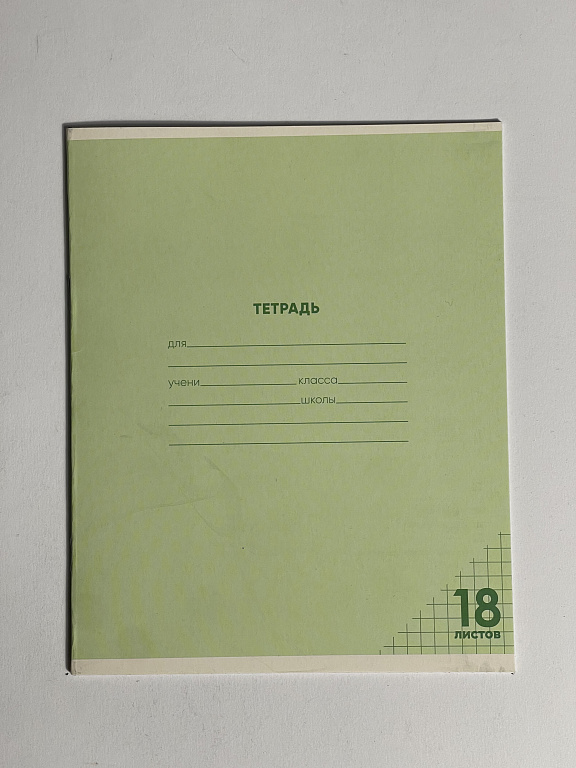 ТЕТРАДЬ
для
учени класса
школы
18
ЛИСТОВ